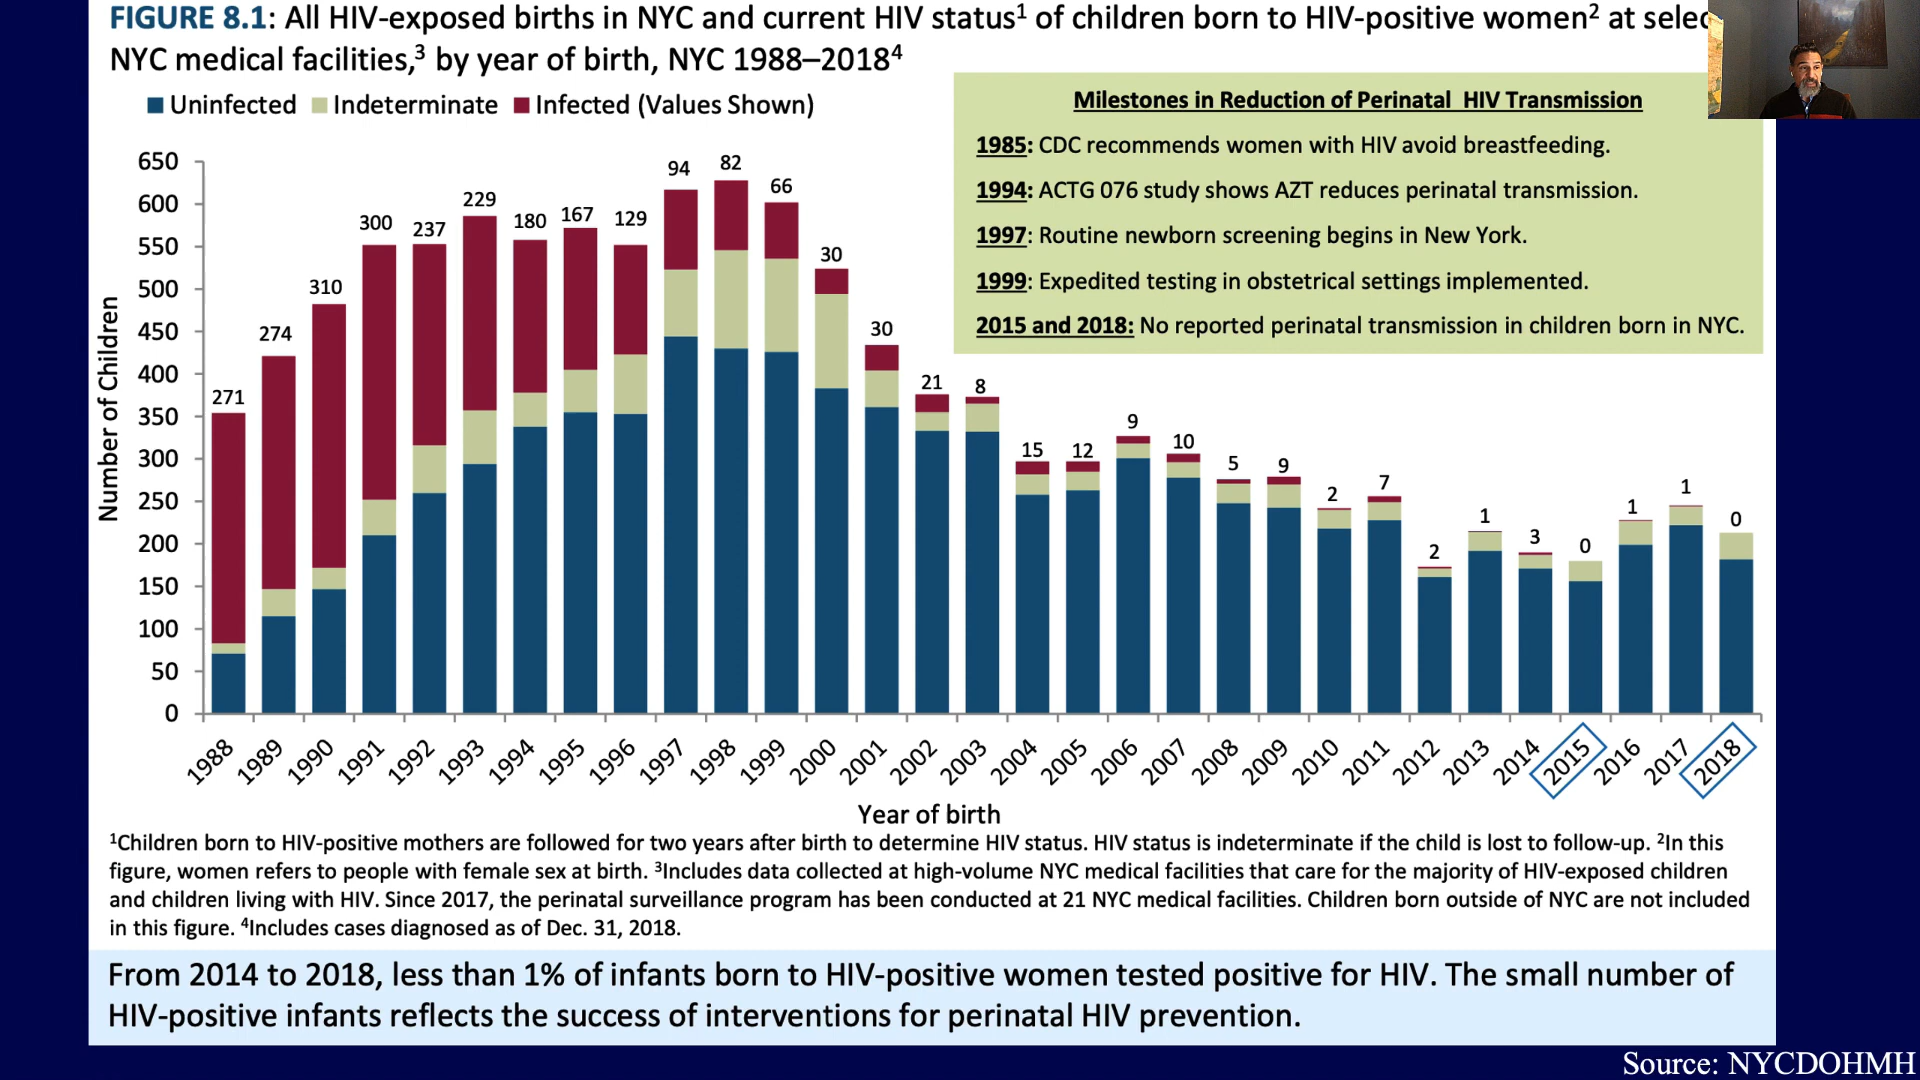 FIGURE 8.1: All HIV-exposed births in NYC and current HIV status¹ of children born to HIV-positive women² at selec
NYC medical facilities,³ by year of birth, NYC 1988–2018⁴
Uninfected Indeterminate Infected (Values Shown)
Milestones in Reduction of Perinatal HIV Transmission
1985: CDC recommends women with HIV avoid breastfeeding.
1994: ACTG 076 study shows AZT reduces perinatal transmission.
1997: Routine newborn screening begins in New York.
1999: Expedited testing in obstetrical settings implemented.
2015 and 2018: No reported perinatal transmission in children born in NYC.
Number of Children
650
600
550
500
450
400
350
300
250
200
150
100
50
0
271 274 310 300 237 229 180 167 129 94 82 66 30 30 21 8 15 12 9 10 5 9 2 7 2 1 3 0 1 1 0
1988 1989 1990 1991 1992 1993 1994 1995 1996 1997 1998 1999 2000 2001 2002 2003 2004 2005 2006 2007 2008 2009 2010 2011 2012 2013 2014 2015 2016 2017 2018
Year of birth
¹Children born to HIV-positive mothers are followed for two years after birth to determine HIV status. HIV status is indeterminate if the child is lost to follow-up. ²In this
figure, women refers to people with female sex at birth. ³Includes data collected at high-volume NYC medical facilities that care for the majority of HIV-exposed children
and children living with HIV. Since 2017, the perinatal surveillance program has been conducted at 21 NYC medical facilities. Children born outside of NYC are not included
in this figure. ⁴Includes cases diagnosed as of Dec. 31, 2018.
From 2014 to 2018, less than 1% of infants born to HIV-positive women tested positive for HIV. The small number of
HIV-positive infants reflects the success of interventions for perinatal HIV prevention.
Source: NYCDOHMH